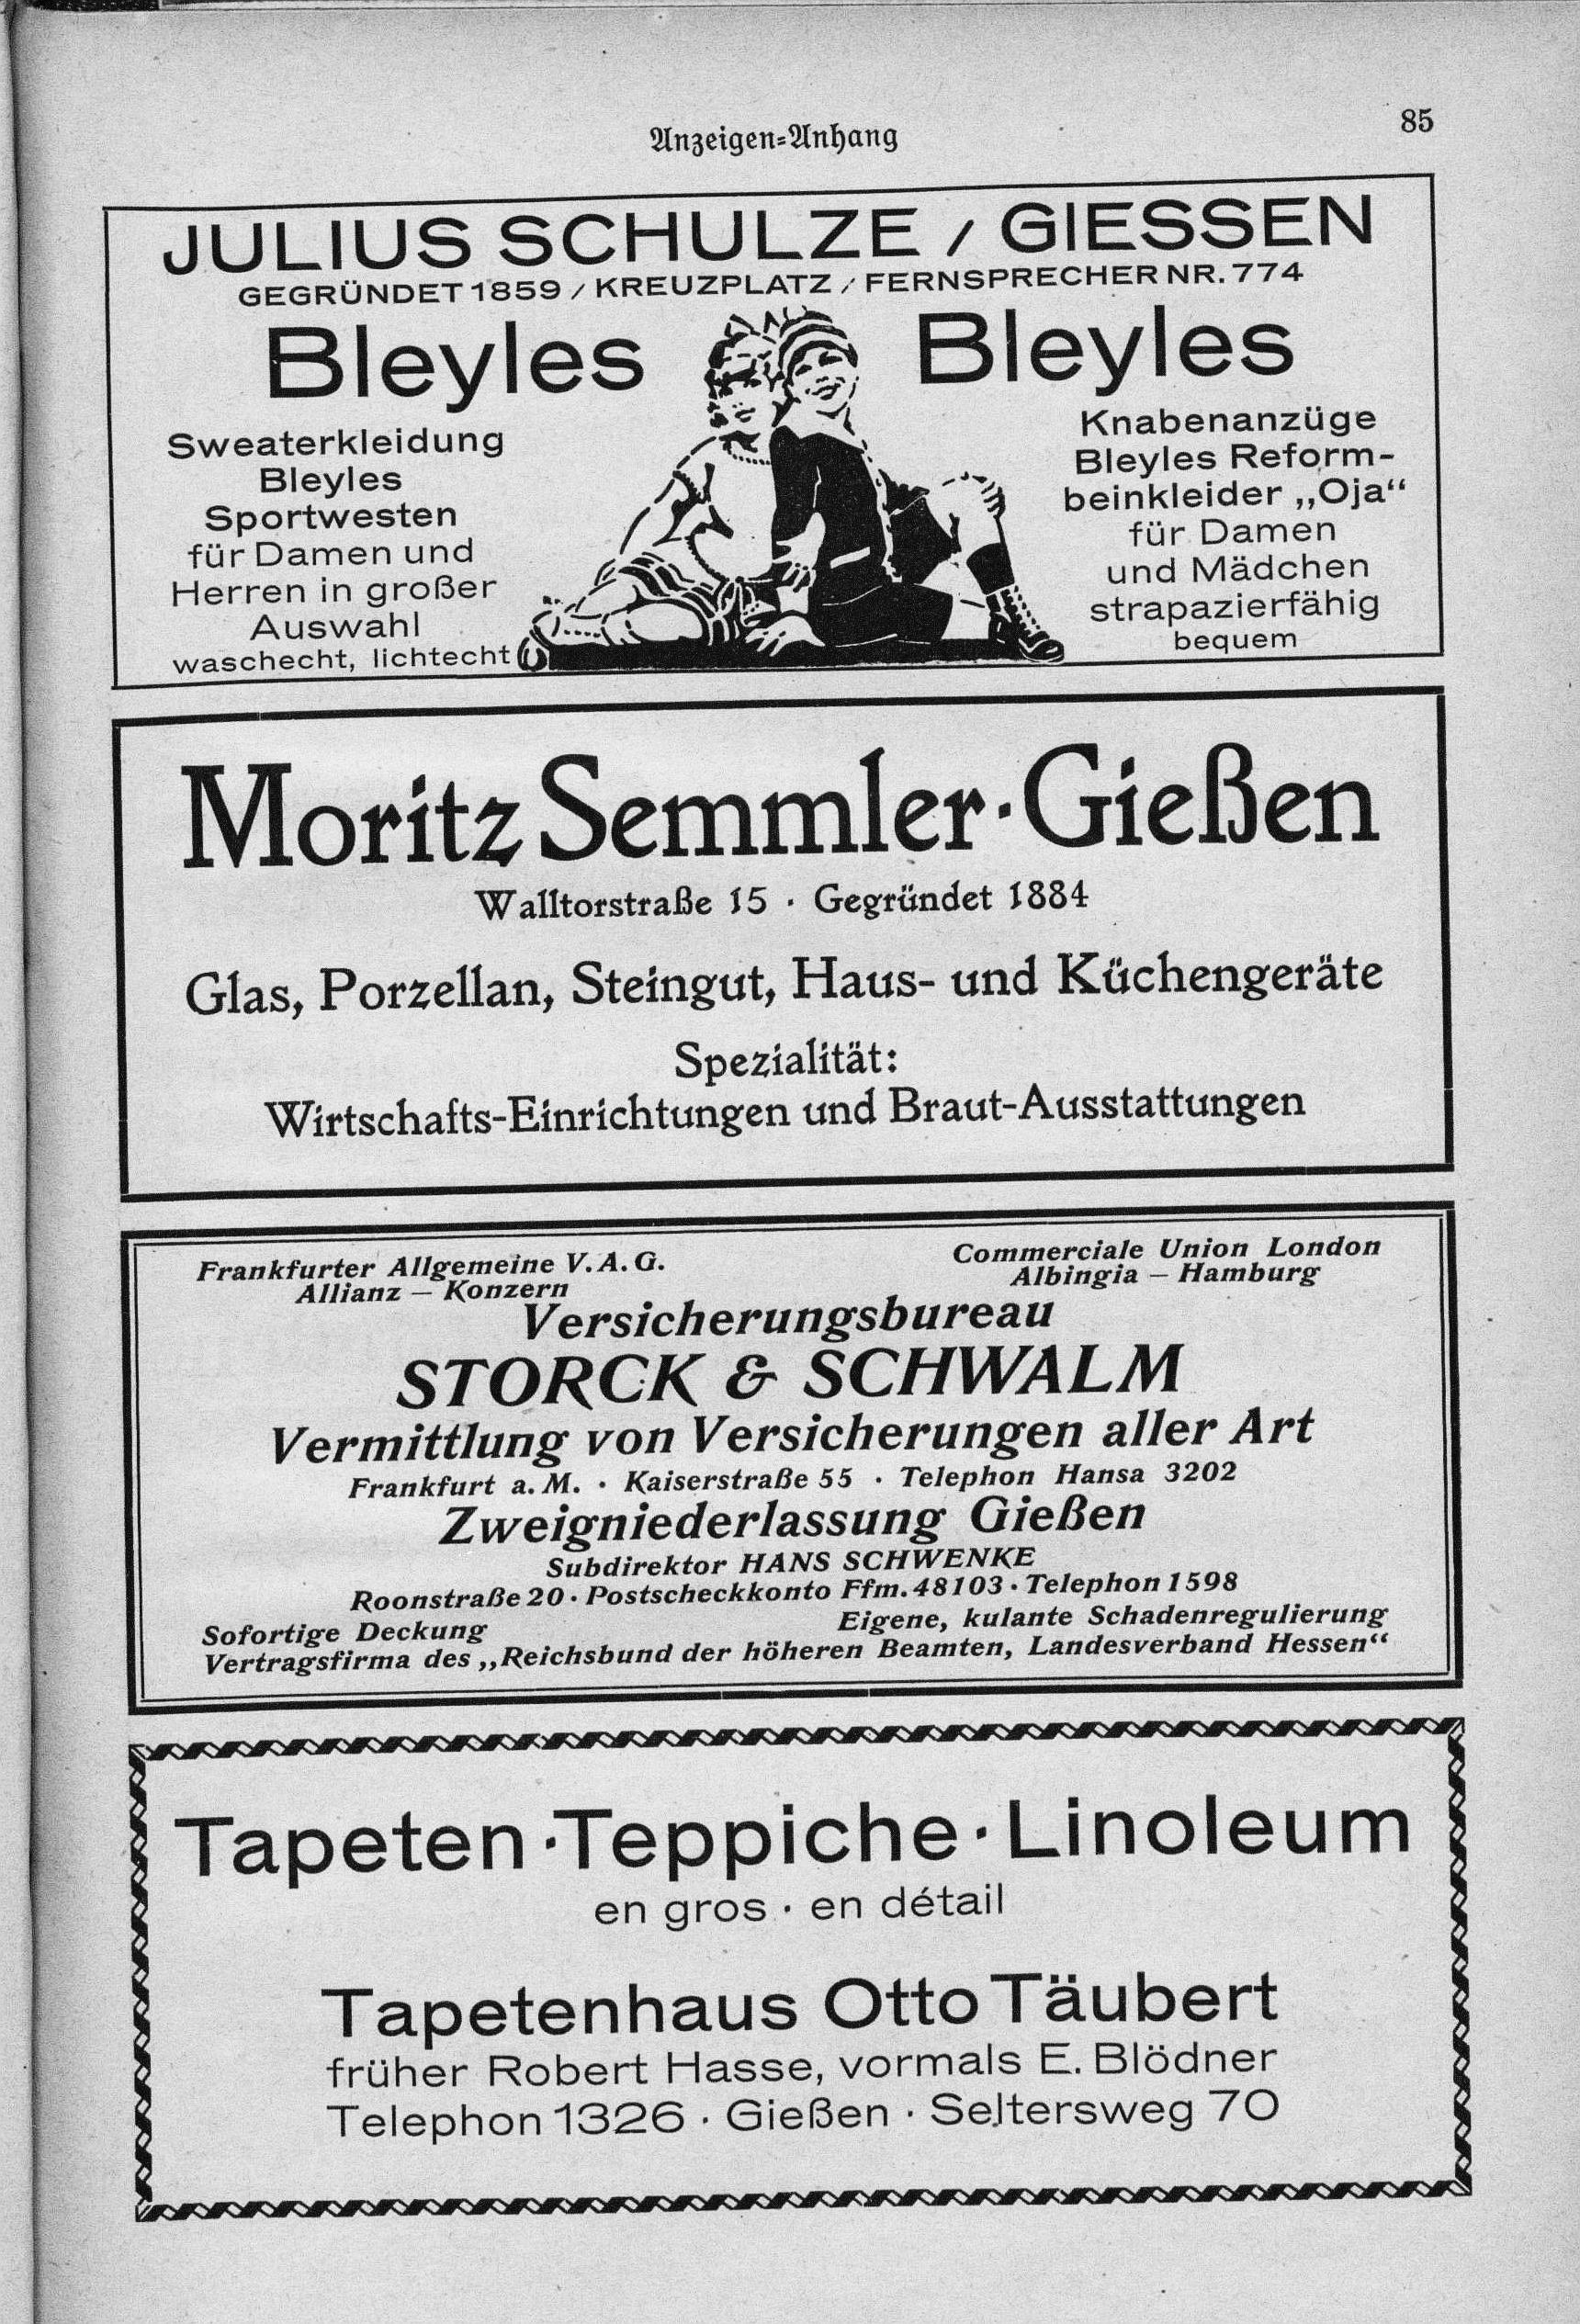 Anzeigen-Anhang
85
JULIUS SCHULZE / GIESSEN
GEGRÜNDET 1859 / KREUZPLATZ / FERNSPRECHER NR. 774
Bleyles
Sweaterkleidung
Bleyles
Sportwesten
für Damen und
Herren in großer
Auswahl
waschecht, lichtecht
Bleyles
Knabenanzüge
Bleyles Reform-
beinkleider „Oja“
für Damen
und Mädchen
strapazierfähig
bequem
Moritz Semmler · Gießen
Walltorstraße 15 · Gegründet 1884
Glas, Porzellan, Steingut, Haus- und Küchengeräte
Spezialität:
Wirtschafts-Einrichtungen und Braut-Ausstattungen
Frankfurter Allgemeine V. A. G.
Allianz — Konzern
Commerciale Union London
Albingia — Hamburg
Versicherungsbureau
STORCK & SCHWALM
Vermittlung von Versicherungen aller Art
Frankfurt a. M. · Kaiserstraße 55 · Telephon Hansa 3202
Zweigniederlassung Gießen
Subdirektor HANS SCHWENKE
Roonstraße 20 · Postscheckkonto Ffm. 48103 · Telephon 1598
Sofortige Deckung Eigene, kulante Schadenregulierung
Vertragsfirma des „Reichsbund der höheren Beamten, Landesverband Hessen“
Tapeten · Teppiche · Linoleum
en gros · en détail
Tapetenhaus Otto Täubert
früher Robert Hasse, vormals E. Blödner
Telephon 1326 · Gießen · Seltersweg 70